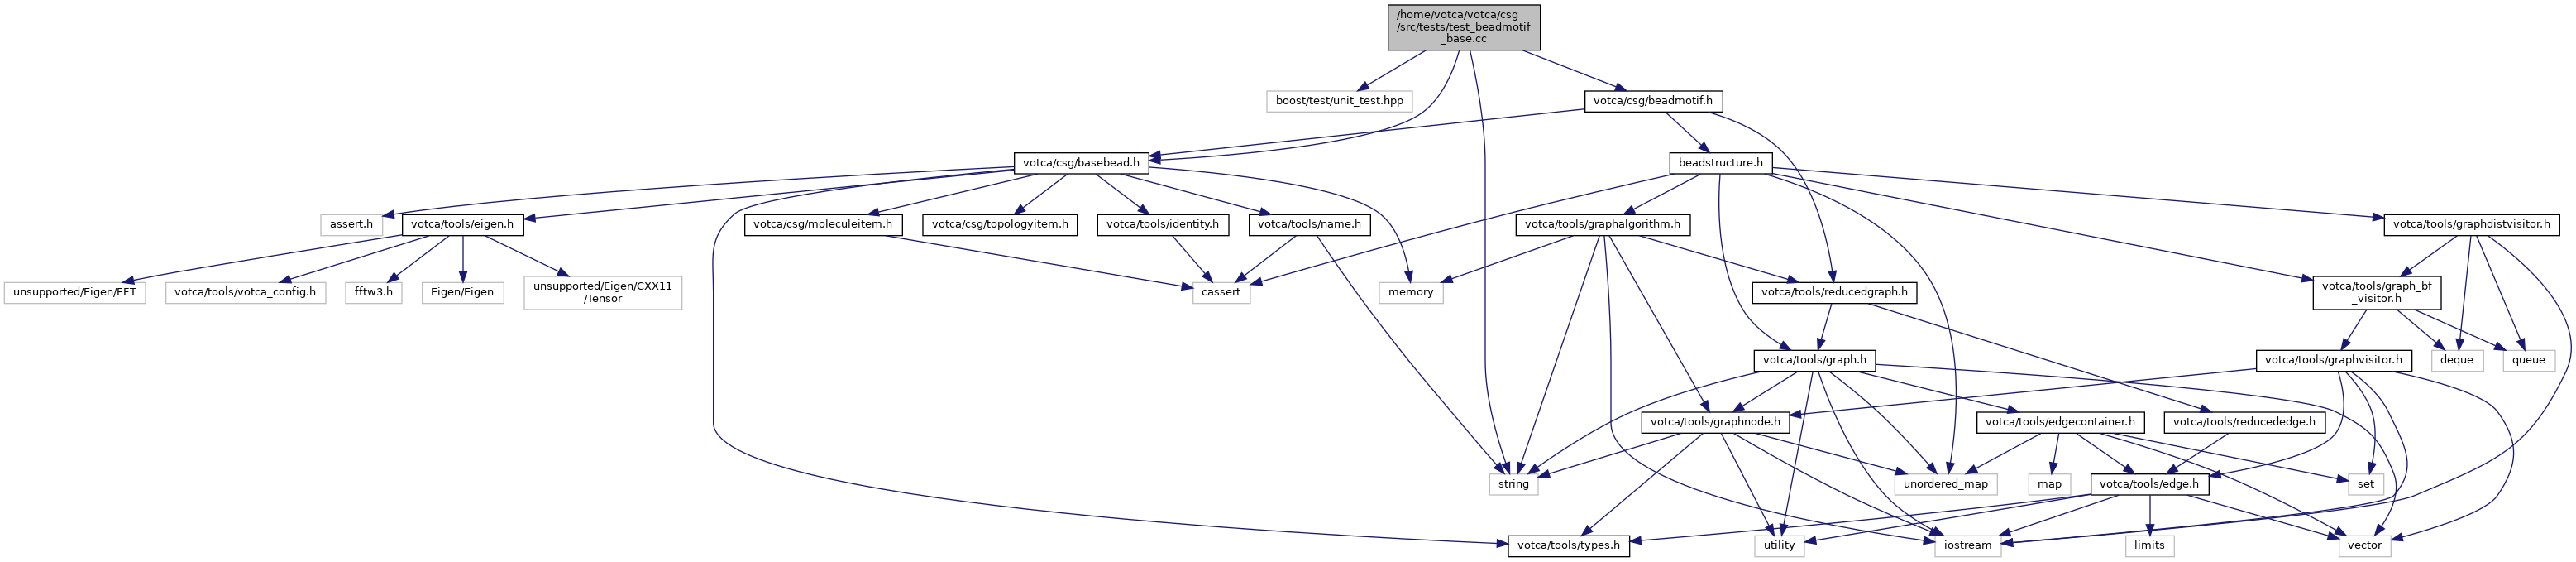 /home/votca/votca/csg
/src/tests/test_beadmotif
_base.cc
boost/test/unit_test.hpp
votca/csg/beadmotif.h
votca/csg/basebead.h
beadstructure.h
assert.h
votca/tools/eigen.h
votca/csg/moleculeitem.h
votca/csg/topologyitem.h
votca/tools/identity.h
votca/tools/name.h
votca/tools/graphalgorithm.h
votca/tools/graphdistvisitor.h
unsupported/Eigen/FFT
votca/tools/votca_config.h
fftw3.h
Eigen/Eigen
unsupported/Eigen/CXX11
/Tensor
cassert
memory
votca/tools/reducedgraph.h
votca/tools/graph_bf
_visitor.h
votca/tools/graph.h
votca/tools/graphvisitor.h
deque
queue
votca/tools/graphnode.h
votca/tools/edgecontainer.h
votca/tools/reducededge.h
string
unordered_map
map
votca/tools/edge.h
set
votca/tools/types.h
utility
iostream
limits
vector